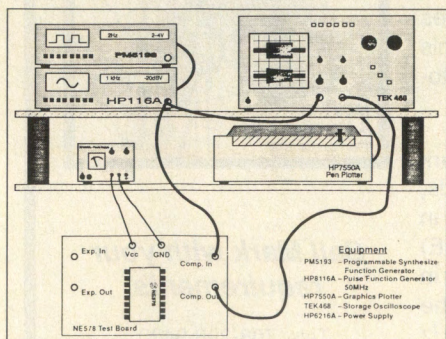 2Hz 2-4V
PM5193
1 kHz -20dBV
HP116A
TEK 468
HP7550A
Pen Plotter
Exp. In
Vcc
GND
Comp. In
Exp. Out
Comp. Out
NE578 Test Board
Equipment
PM5193 – Programmable Synthesize
Function Generator
HP8116A – Pulse Function Generator
50MHz
HP7550A – Graphics Plotter
TEK468 – Storage Oscilloscope
HP6216A – Power Supply